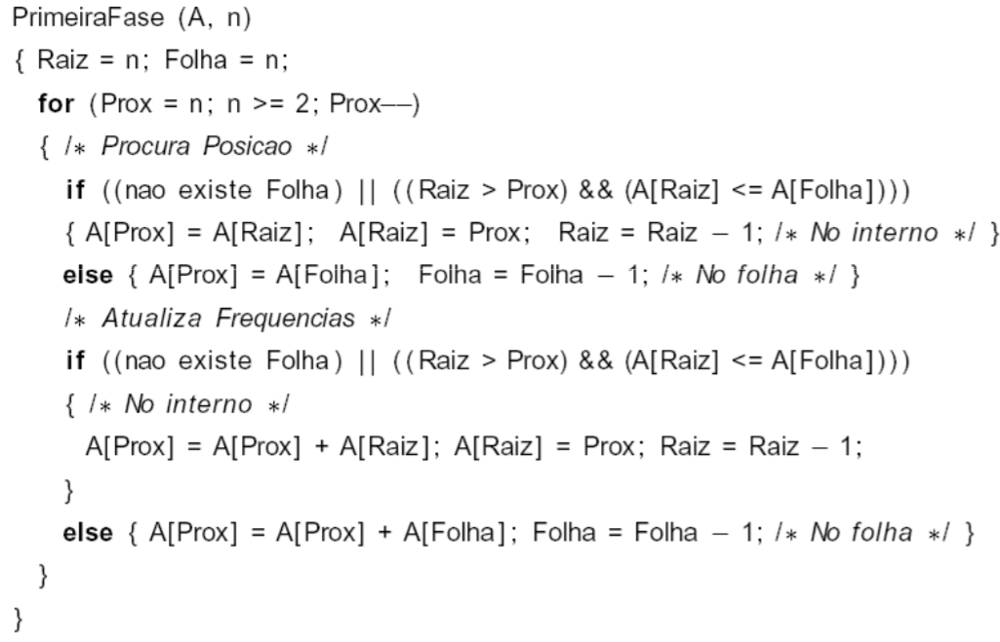 PrimeiraFase (A, n)
{ Raiz = n; Folha = n;
for (Prox = n; n >= 2; Prox——)
{ /* Procura Posicao */
if ((nao existe Folha) || ((Raiz > Prox) && (A[Raiz] <= A[Folha])))
{ A[Prox] = A[Raiz]; A[Raiz] = Prox; Raiz = Raiz – 1; /* No interno */ }
else { A[Prox] = A[Folha]; Folha = Folha – 1; /* No folha */ }
/* Atualiza Frequencias */
if ((nao existe Folha) || ((Raiz > Prox) && (A[Raiz] <= A[Folha])))
{ /* No interno */
A[Prox] = A[Prox] + A[Raiz]; A[Raiz] = Prox; Raiz = Raiz – 1;
}
else { A[Prox] = A[Prox] + A[Folha]; Folha = Folha – 1; /* No folha */ }
}
}